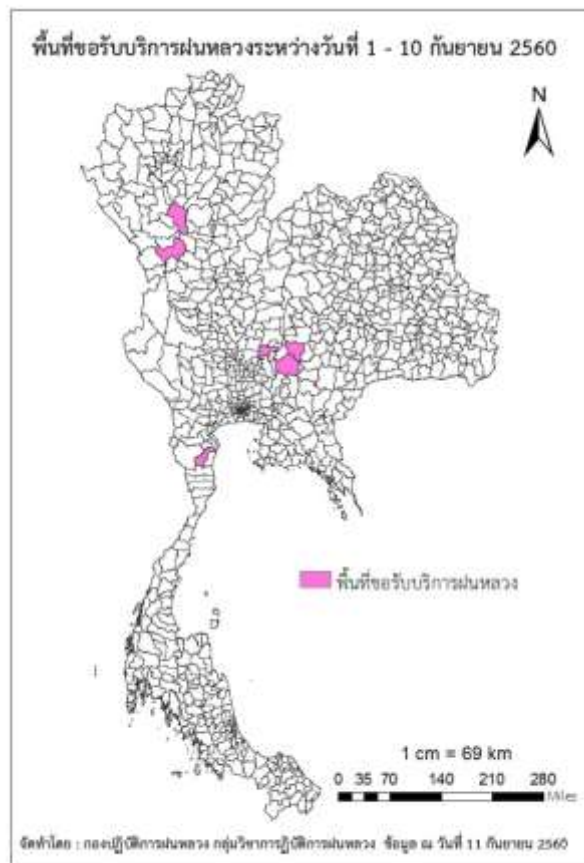 พื้นที่ขอรับบริการฝนหลวงระหว่างวันที่ 1 - 10 กันยายน 2560
N
พื้นที่ขอรับบริการฝนหลวง
1 cm = 69 km
0 35 70 140 210 280
Miles
จัดทำโดย : กองปฏิบัติการฝนหลวง กลุ่มวิชาการปฏิบัติการฝนหลวง ข้อมูล ณ วันที่ 11 กันยายน 2560